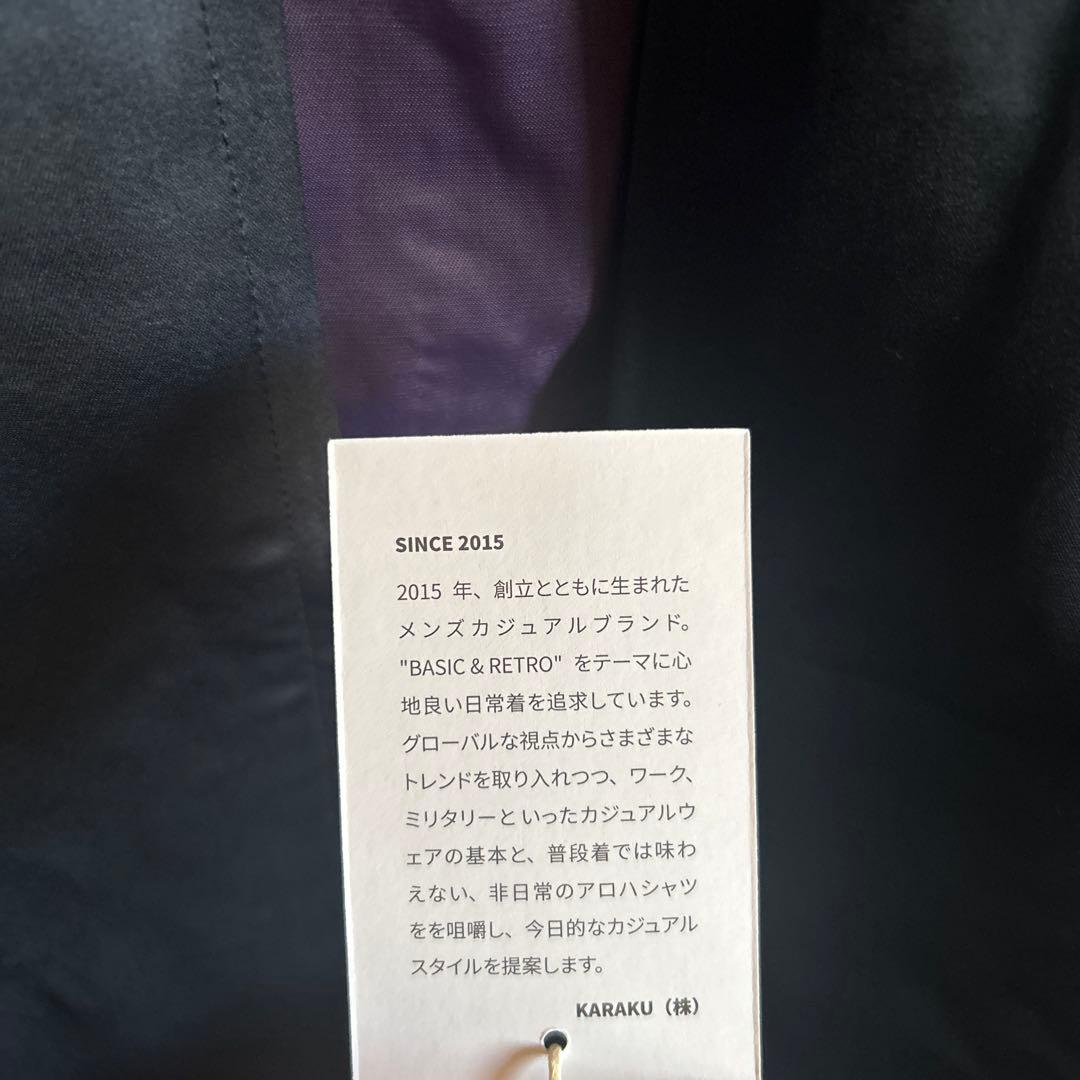 SINCE 2015
2015 年、創立とともに生まれた
メンズカジュアルブランド。
"BASIC & RETRO" をテーマに心
地良い日常着を追求しています。
グローバルな視点からさまざまな
トレンドを取り入れつつ、ワーク、
ミリタリーといったカジュアルウ
ェアの基本と、普段着では味わ
えない、非日常のアロハシャツ
をを咀嚼し、今日的なカジュアル
スタイルを提案します。
KARAKU（株）